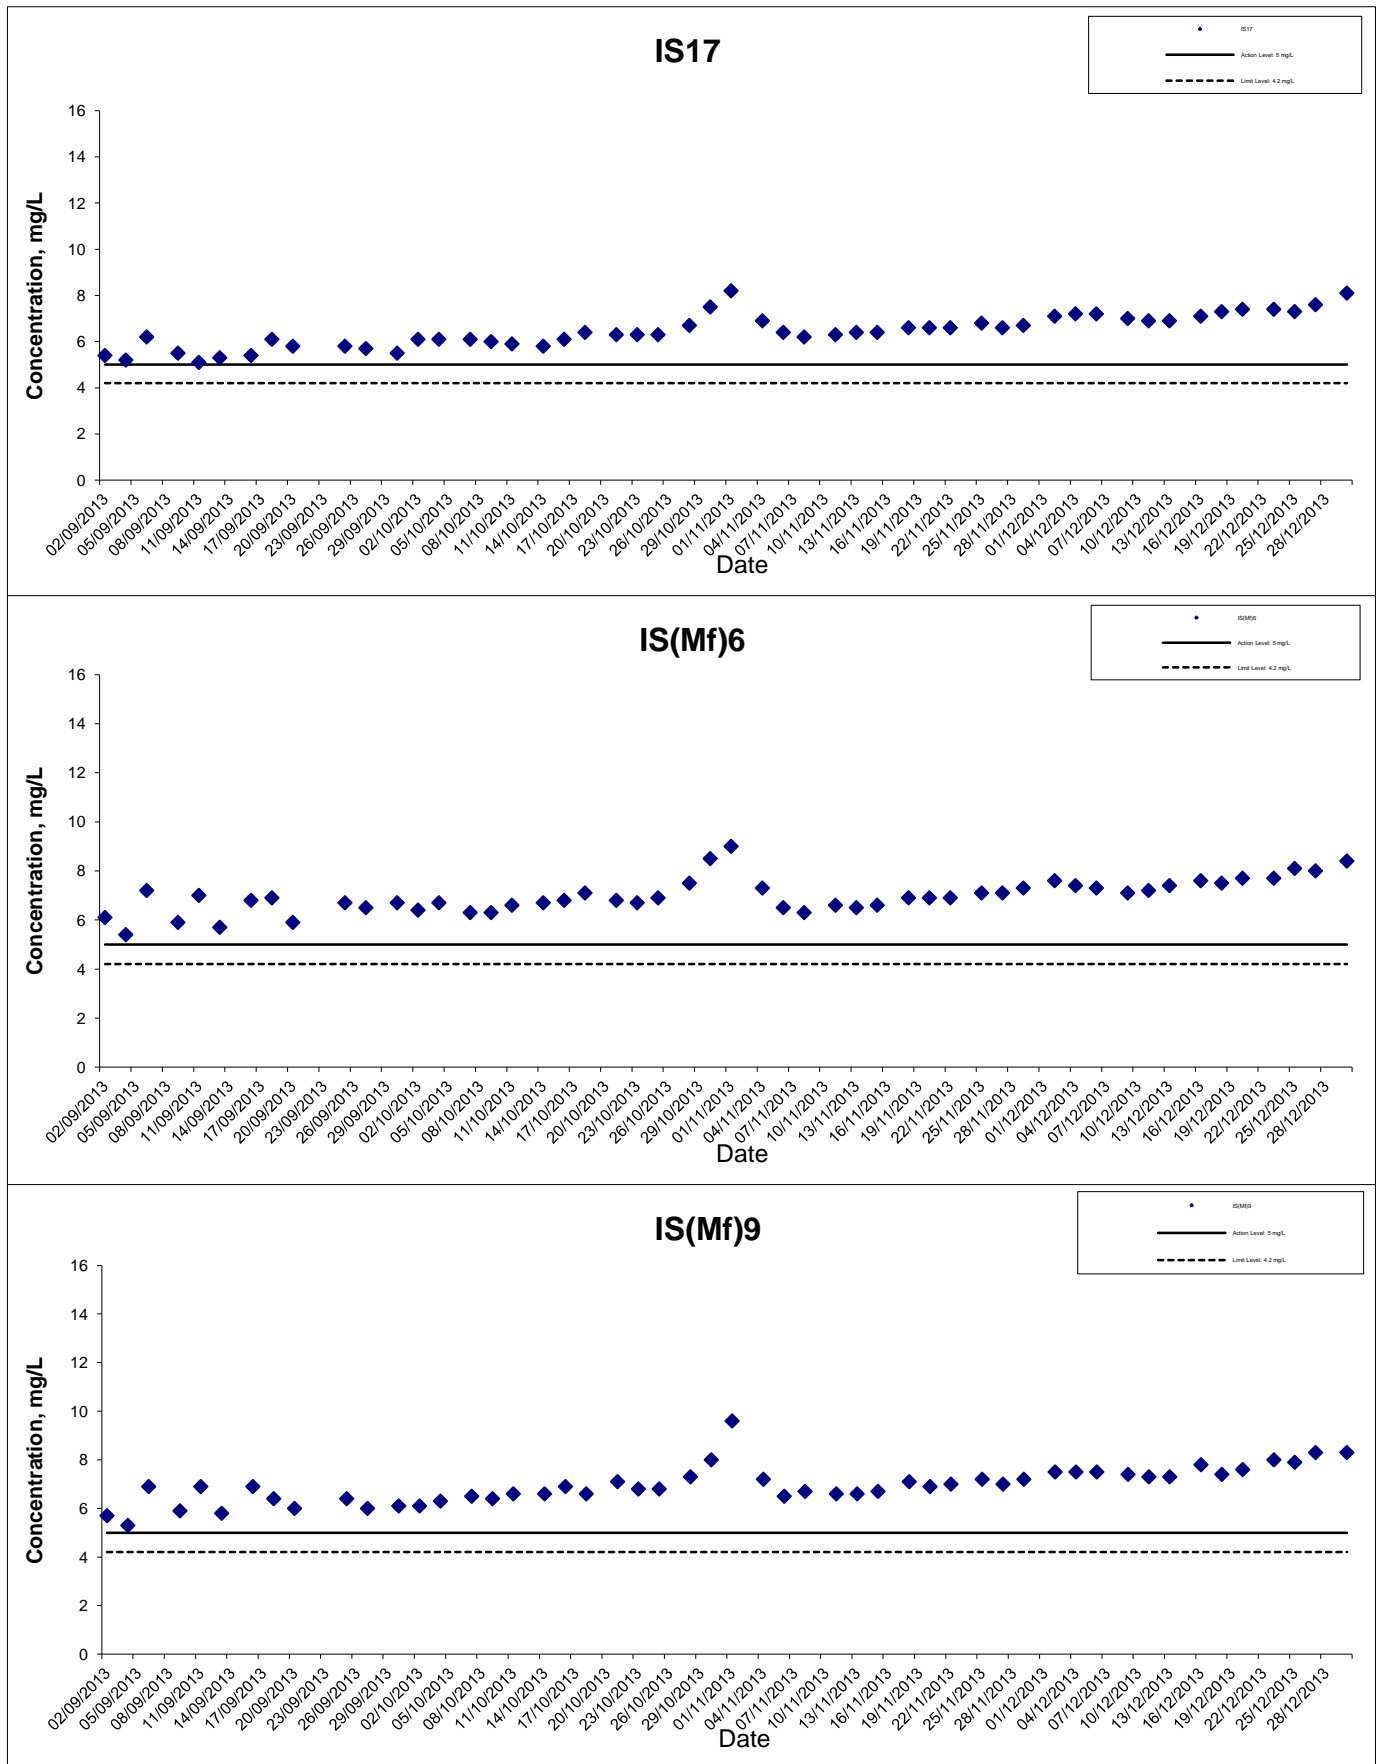 IS17
IS17
Action Level: 5 mg/L
Limit Level: 4.2 mg/L
Concentration, mg/L
16
14
12
10
8
6
4
2
0
02/09/2013 05/09/2013 08/09/2013 11/09/2013 14/09/2013 17/09/2013 20/09/2013 23/09/2013 26/09/2013 29/09/2013 02/10/2013 05/10/2013 08/10/2013 11/10/2013 14/10/2013 17/10/2013 20/10/2013 23/10/2013 26/10/2013 29/10/2013 01/11/2013 04/11/2013 07/11/2013 10/11/2013 13/11/2013 16/11/2013 19/11/2013 22/11/2013 25/11/2013 28/11/2013 01/12/2013 04/12/2013 07/12/2013 10/12/2013 13/12/2013 16/12/2013 19/12/2013 22/12/2013 25/12/2013 28/12/2013
Date
IS(Mf)6
IS(Mf)6
Action Level: 5 mg/L
Limit Level: 4.2 mg/L
Concentration, mg/L
16
14
12
10
8
6
4
2
0
02/09/2013 05/09/2013 08/09/2013 11/09/2013 14/09/2013 17/09/2013 20/09/2013 23/09/2013 26/09/2013 29/09/2013 02/10/2013 05/10/2013 08/10/2013 11/10/2013 14/10/2013 17/10/2013 20/10/2013 23/10/2013 26/10/2013 29/10/2013 01/11/2013 04/11/2013 07/11/2013 10/11/2013 13/11/2013 16/11/2013 19/11/2013 22/11/2013 25/11/2013 28/11/2013 01/12/2013 04/12/2013 07/12/2013 10/12/2013 13/12/2013 16/12/2013 19/12/2013 22/12/2013 25/12/2013 28/12/2013
Date
IS(Mf)9
IS(Mf)9
Action Level: 5 mg/L
Limit Level: 4.2 mg/L
Concentration, mg/L
16
14
12
10
8
6
4
2
0
02/09/2013 05/09/2013 08/09/2013 11/09/2013 14/09/2013 17/09/2013 20/09/2013 23/09/2013 26/09/2013 29/09/2013 02/10/2013 05/10/2013 08/10/2013 11/10/2013 14/10/2013 17/10/2013 20/10/2013 23/10/2013 26/10/2013 29/10/2013 01/11/2013 04/11/2013 07/11/2013 10/11/2013 13/11/2013 16/11/2013 19/11/2013 22/11/2013 25/11/2013 28/11/2013 01/12/2013 04/12/2013 07/12/2013 10/12/2013 13/12/2013 16/12/2013 19/12/2013 22/12/2013 25/12/2013 28/12/2013
Date